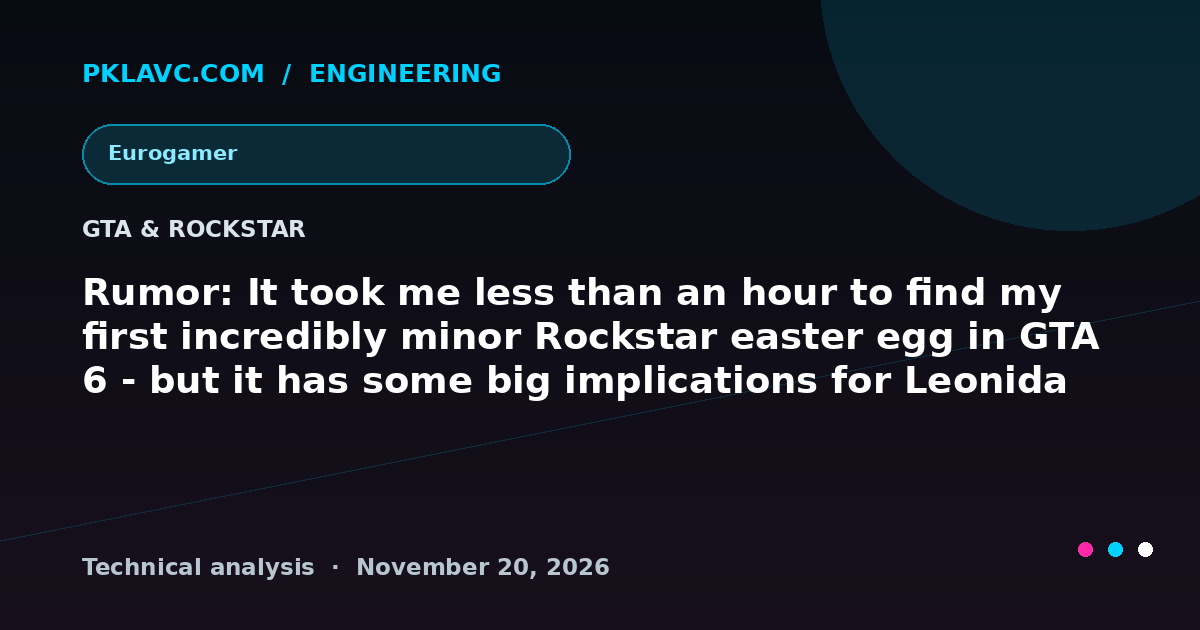 PKLAVC.COM / ENGINEERING
Eurogamer
GTA & ROCKSTAR
Rumor: It took me less than an hour to find my
first incredibly minor Rockstar easter egg in GTA
6 - but it has some big implications for Leonida
Technical analysis · November 20, 2026